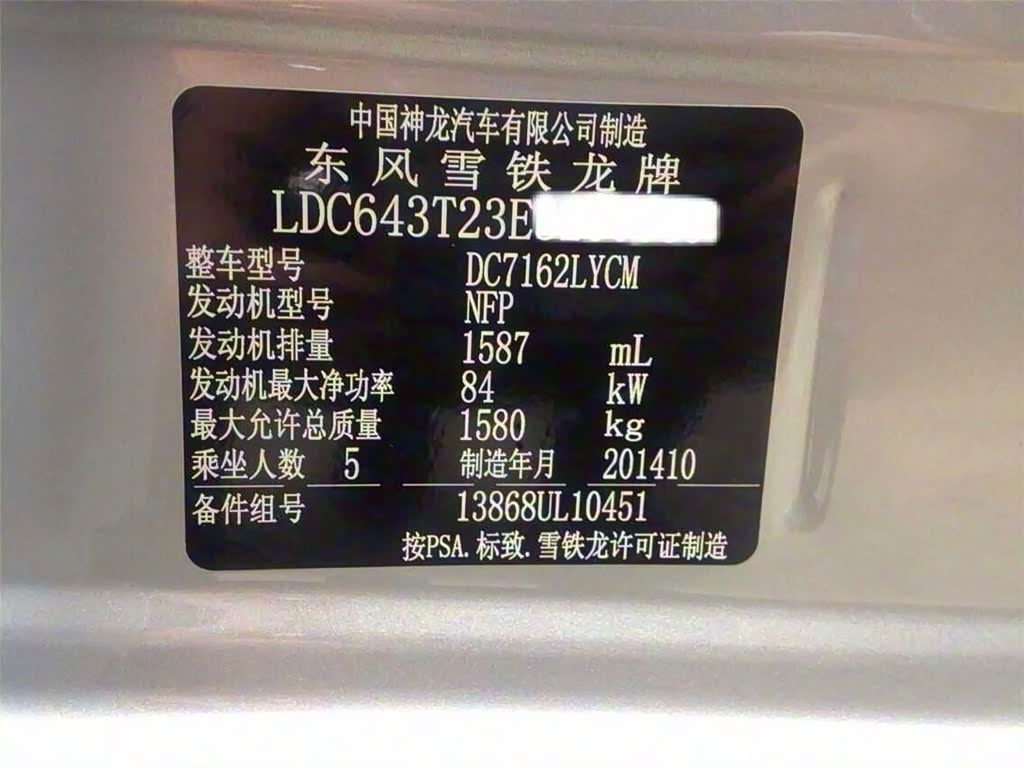 中国神龙汽车有限公司制造
东风雪铁龙牌
LDC643T23E
整车型号 DC7162LYCM
发动机型号 NFP
发动机排量 1587 mL
发动机最大净功率 84 kW
最大允许总质量 1580 kg
乘坐人数 5 制造年月 201410
备件组号 13868UL10451
按PSA.标致.雪铁龙许可证制造